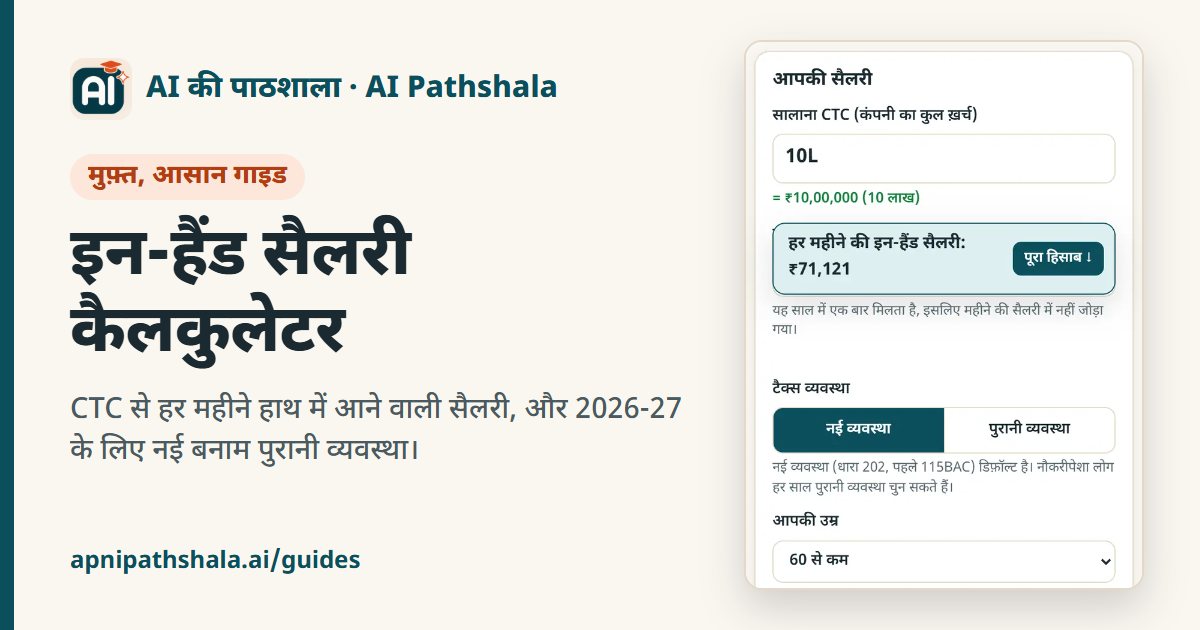 AI
AI की पाठशाला · AI Pathshala
मुफ़्त, आसान गाइड
इन-हैंड सैलरी
कैलकुलेटर
CTC से हर महीने हाथ में आने वाली सैलरी, और 2026-27
के लिए नई बनाम पुरानी व्यवस्था।
apnipathshala.ai/guides
आपकी सैलरी
सालाना CTC (कंपनी का कुल ख़र्च)
10L
= ₹10,00,000 (10 लाख)
हर महीने की इन-हैंड सैलरी:
₹71,121
पूरा हिसाब ↓
यह साल में एक बार मिलता है, इसलिए महीने की सैलरी में नहीं जोड़ा
गया।
टैक्स व्यवस्था
नई व्यवस्था
पुरानी व्यवस्था
नई व्यवस्था (धारा 202, पहले 115BAC) डिफ़ॉल्ट है। नौकरीपेशा लोग
हर साल पुरानी व्यवस्था चुन सकते हैं।
आपकी उम्र
60 से कम